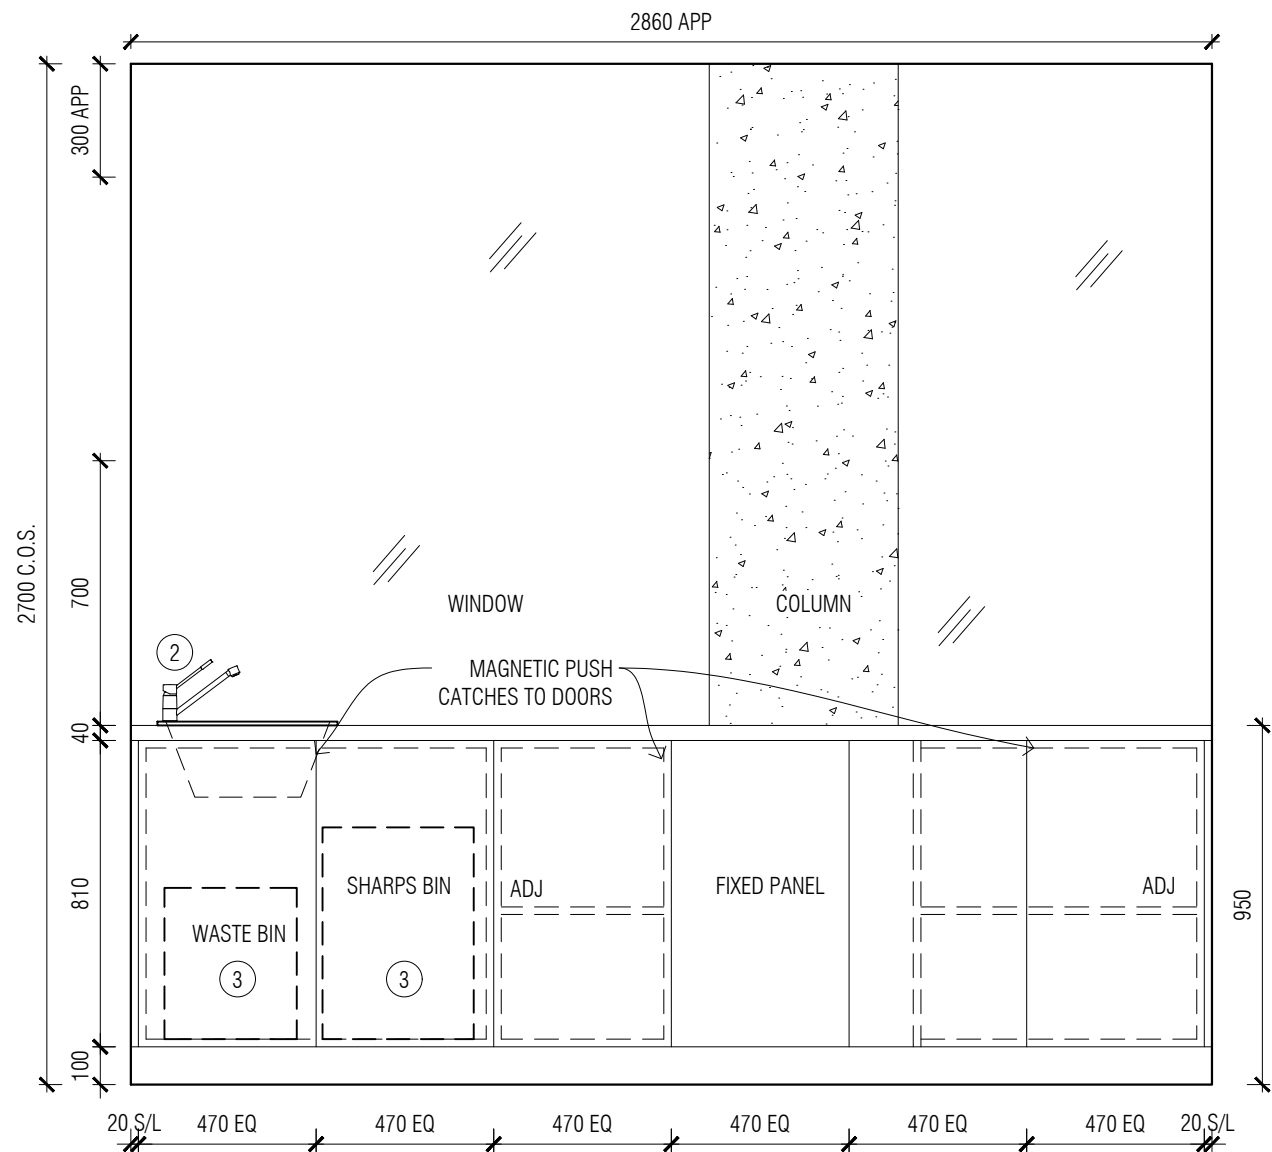 2860 APP
300 APP
2700 C.O.S.
700
WINDOW
COLUMN
2
MAGNETIC PUSH
CATCHES TO DOORS
40
810
SHARPS BIN
ADJ
FIXED PANEL
ADJ
950
WASTE BIN
3
3
100
20 S/L
470 EQ
470 EQ
470 EQ
470 EQ
470 EQ
470 EQ
20 S/L